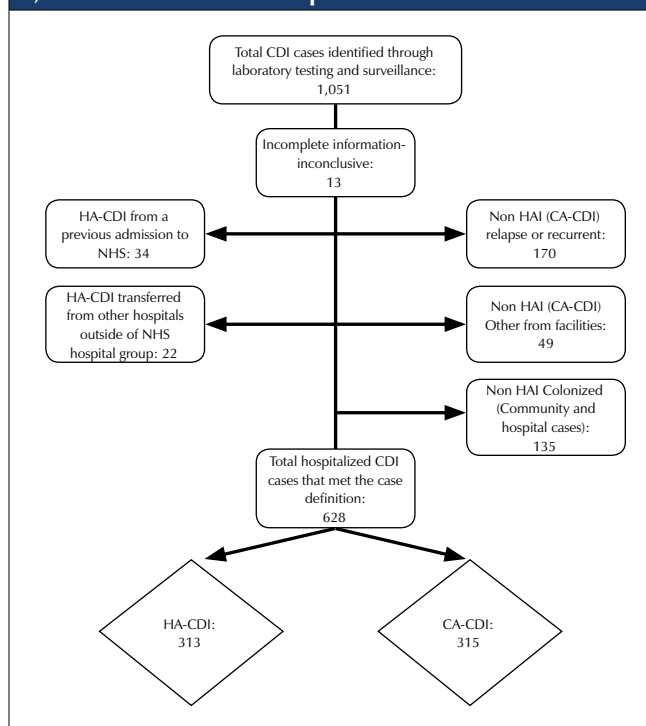 Total CDI cases identified through
laboratory testing and surveillance:
1,051
Incomplete information-
inconclusive:
13
HA-CDI from a
previous admission to
NHS: 34
Non HAI (CA-CDI)
relapse or recurrent:
170
HA-CDI transferred
from other hospitals
outside of NHS
hospital group: 22
Non HAI (CA-CDI)
Other from facilities:
49
Non HAI Colonized
(Community and
hospital cases):
135
Total hospitalized CDI
cases that met the case
definition:
628
HA-CDI:
313
CA-CDI:
315